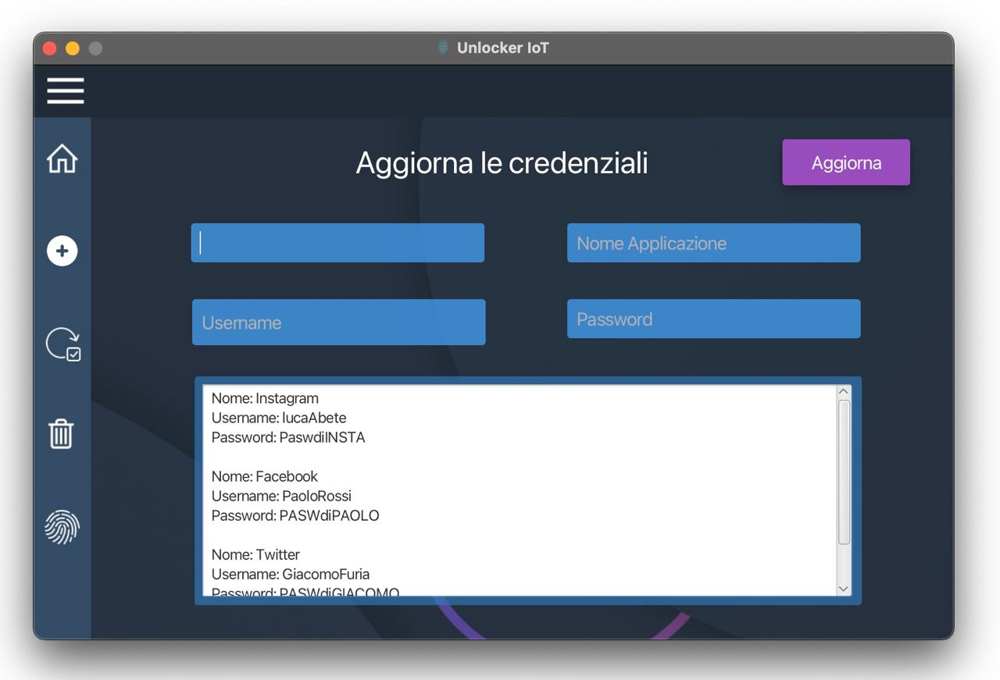 Unlocker IoT
Aggiorna le credenziali
Aggiorna
Nome Applicazione
Username
Password
Nome: Instagram
Username: lucaAbete
Password: PaswdiINSTA
Nome: Facebook
Username: PaoloRossi
Password: PASWdiPAOLO
Nome: Twitter
Username: GiacomoFuria
Password: PASWdiGIACOMO